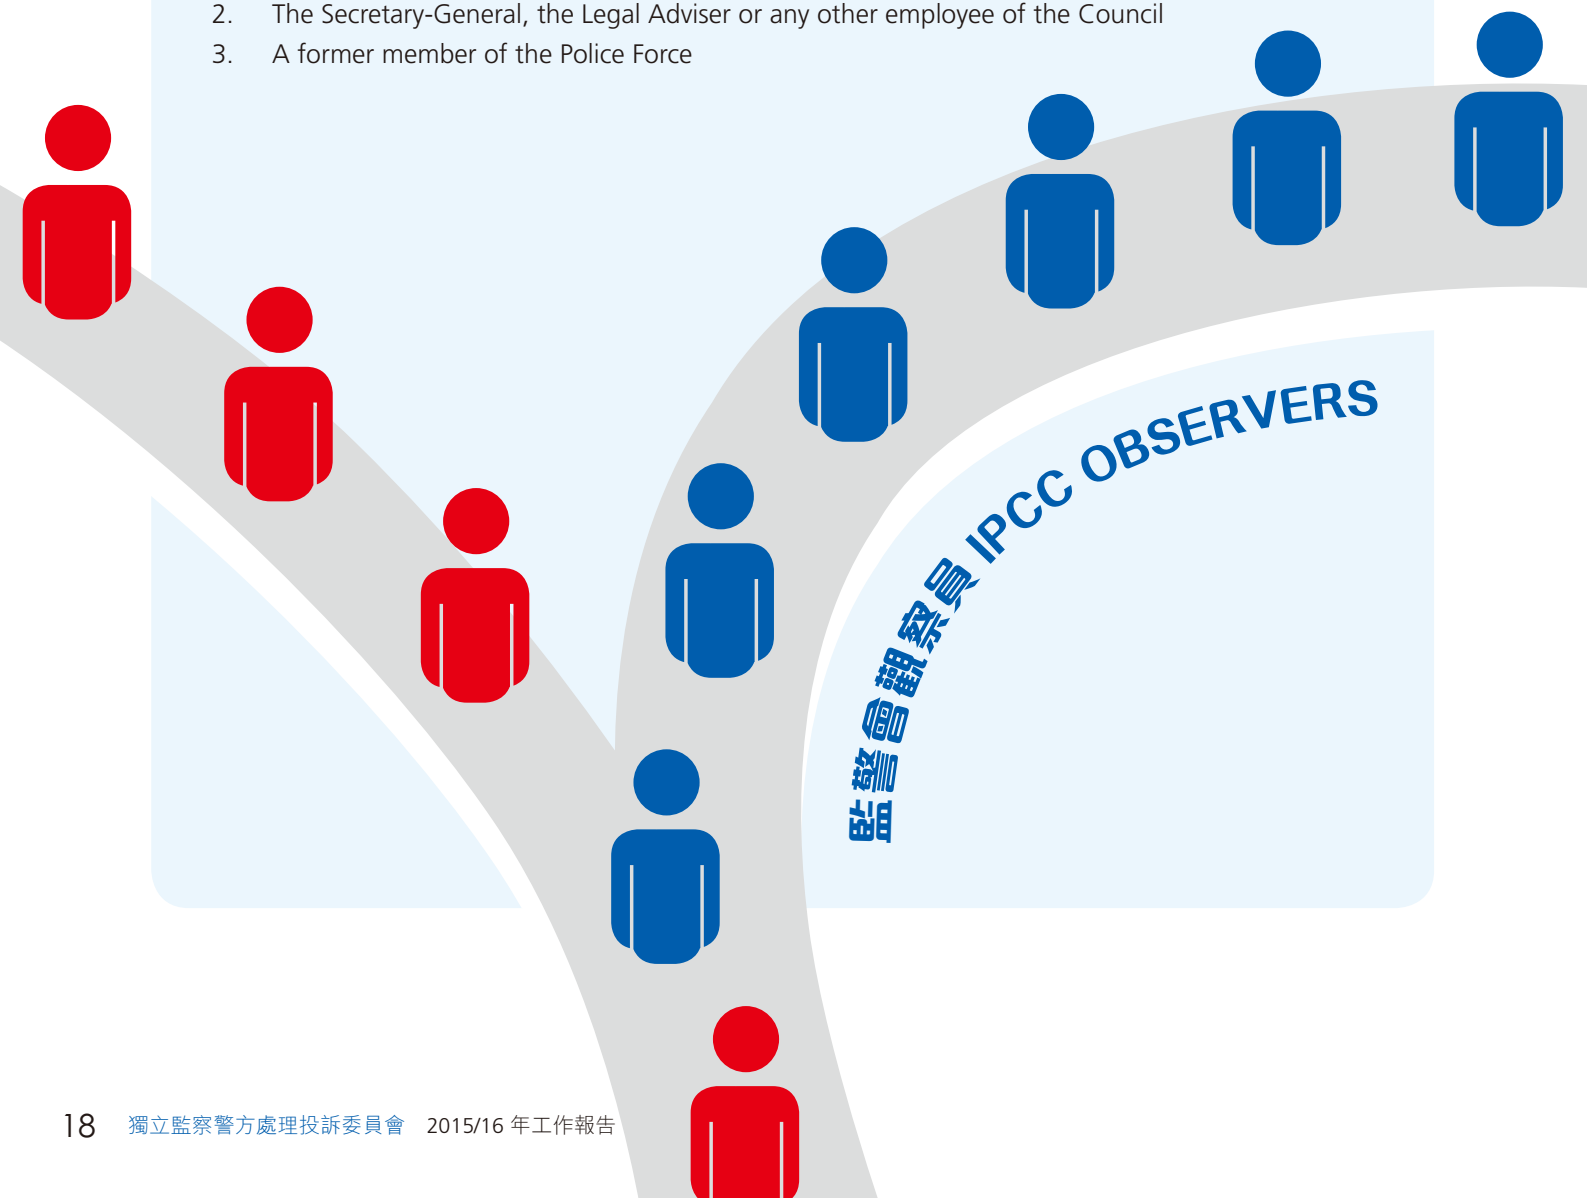 2. The Secretary-General, the Legal Adviser or any other employee of the Council
3. A former member of the Police Force
監警會觀察員 IPCC OBSERVERS
18 獨立監察警方處理投訴委員會 2015/16 年工作報告